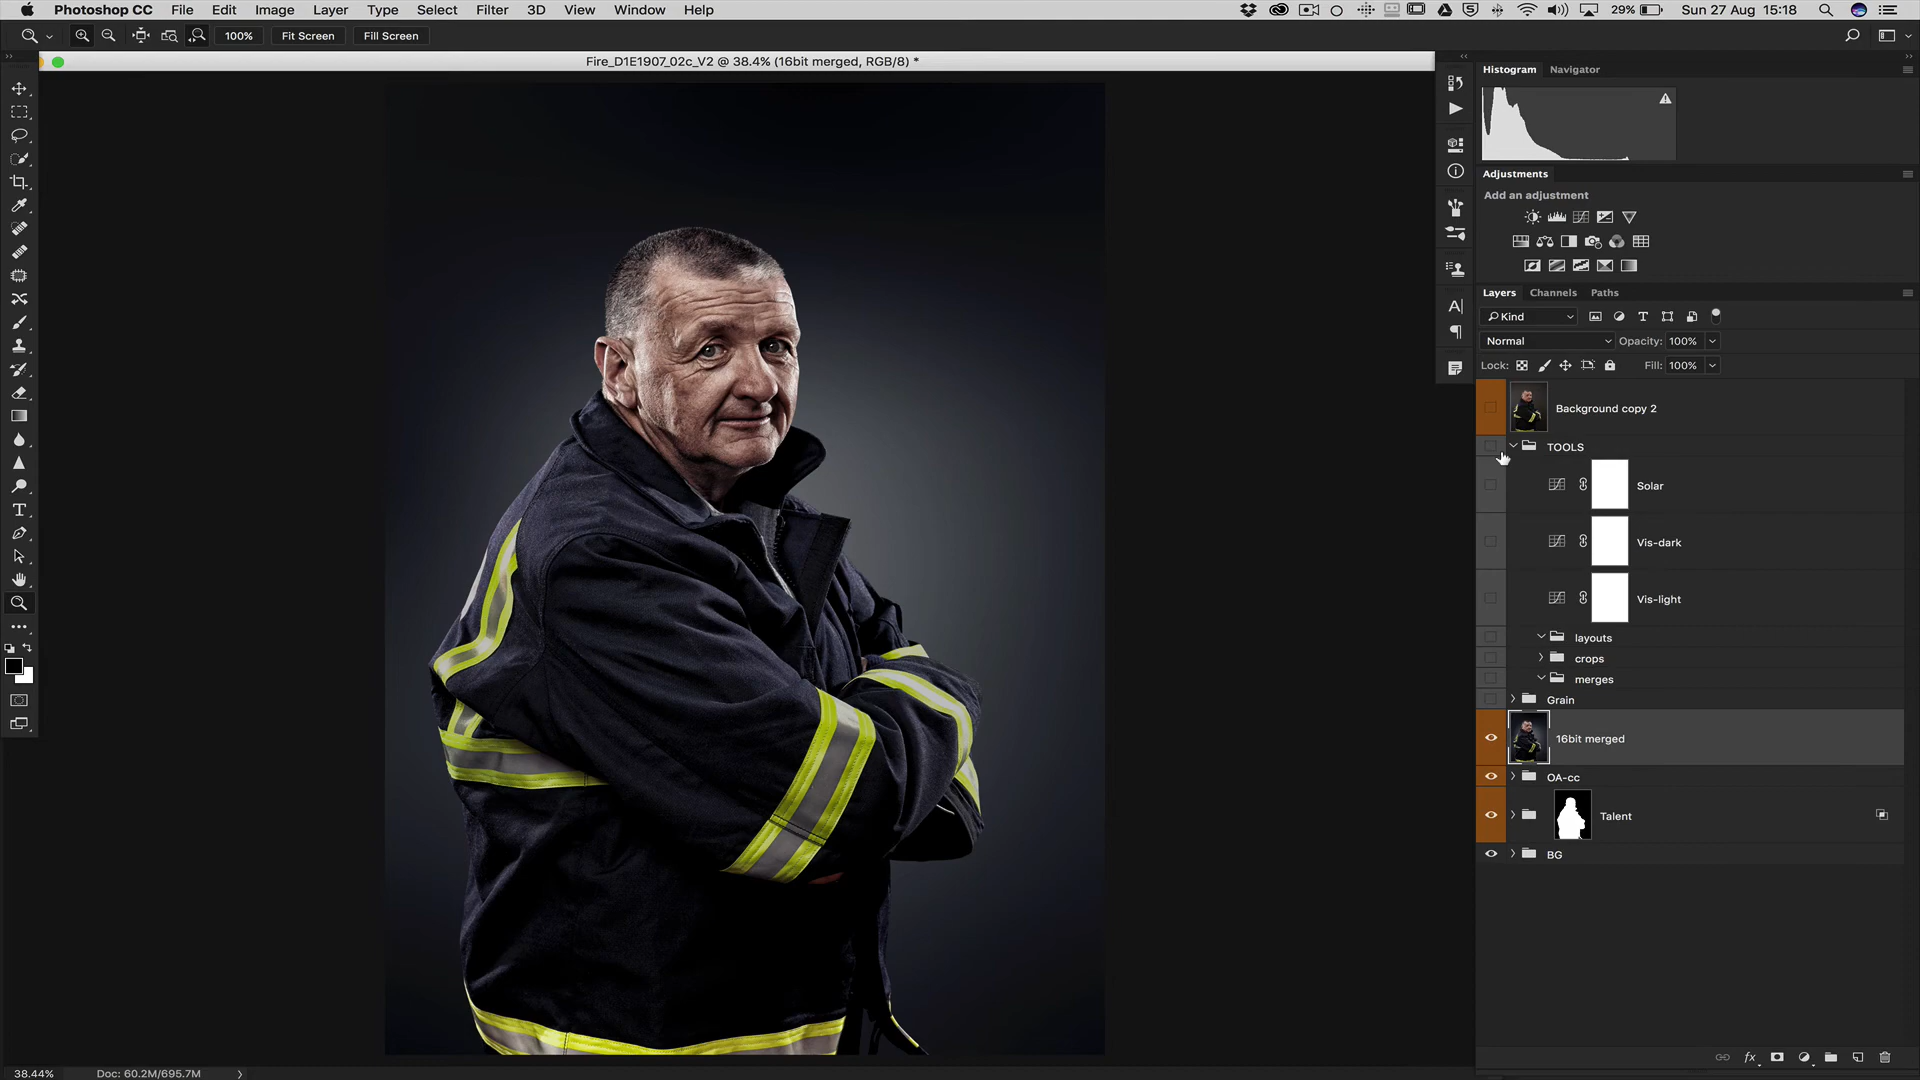 Photoshop CC File Edit Image Layer Type Select Filter 3D View Window Help 29% Sun 27 Aug 15:18
100% Fit Screen Fill Screen
Fire_D1E1907_02c_V2 @ 38.4% (16bit merged, RGB/8) *
Histogram Navigator
Adjustments
Add an adjustment
Layers Channels Paths
Kind
Normal Opacity: 100%
Lock: Fill: 100%
Background copy 2
TOOLS
Solar
Vis-dark
Vis-light
layouts
crops
merges
Grain
16bit merged
OA-cc
Talent
BG
38.44% Doc: 60.2M/695.7M